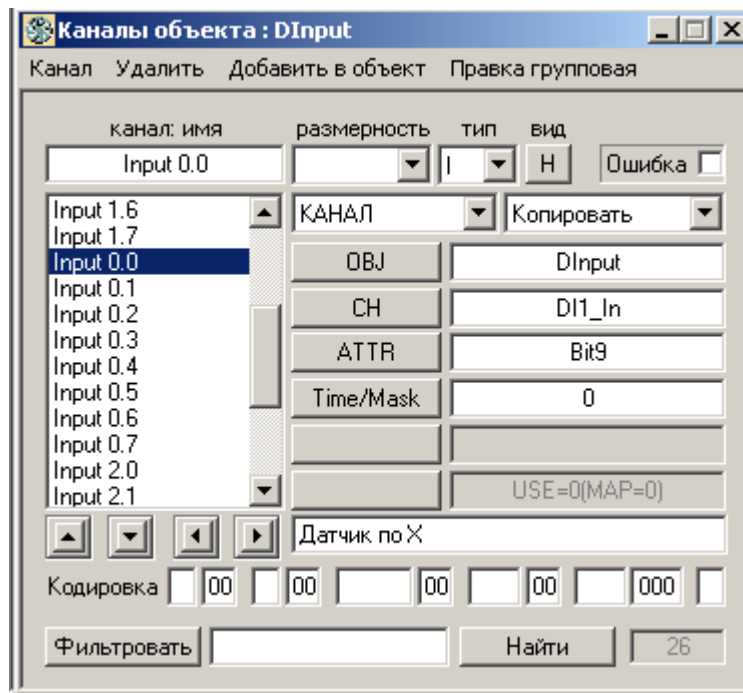 Каналы объекта : DInput
Канал Удалить Добавить в объект Правка групповая
канал: имя размерность тип вид
Input 0.0 I Н Ошибка
Input 1.6 КАНАЛ Копировать
Input 1.7
Input 0.0 OBJ DInput
Input 0.1
Input 0.2 CH DI1_In
Input 0.3 ATTR Bit9
Input 0.4
Input 0.5 Time/Mask 0
Input 0.6
Input 0.7
Input 2.0
Input 2.1 USE=0(MAP=0)
Датчик по X
Кодировка 00 00 00 00 000
Фильтровать Найти 26